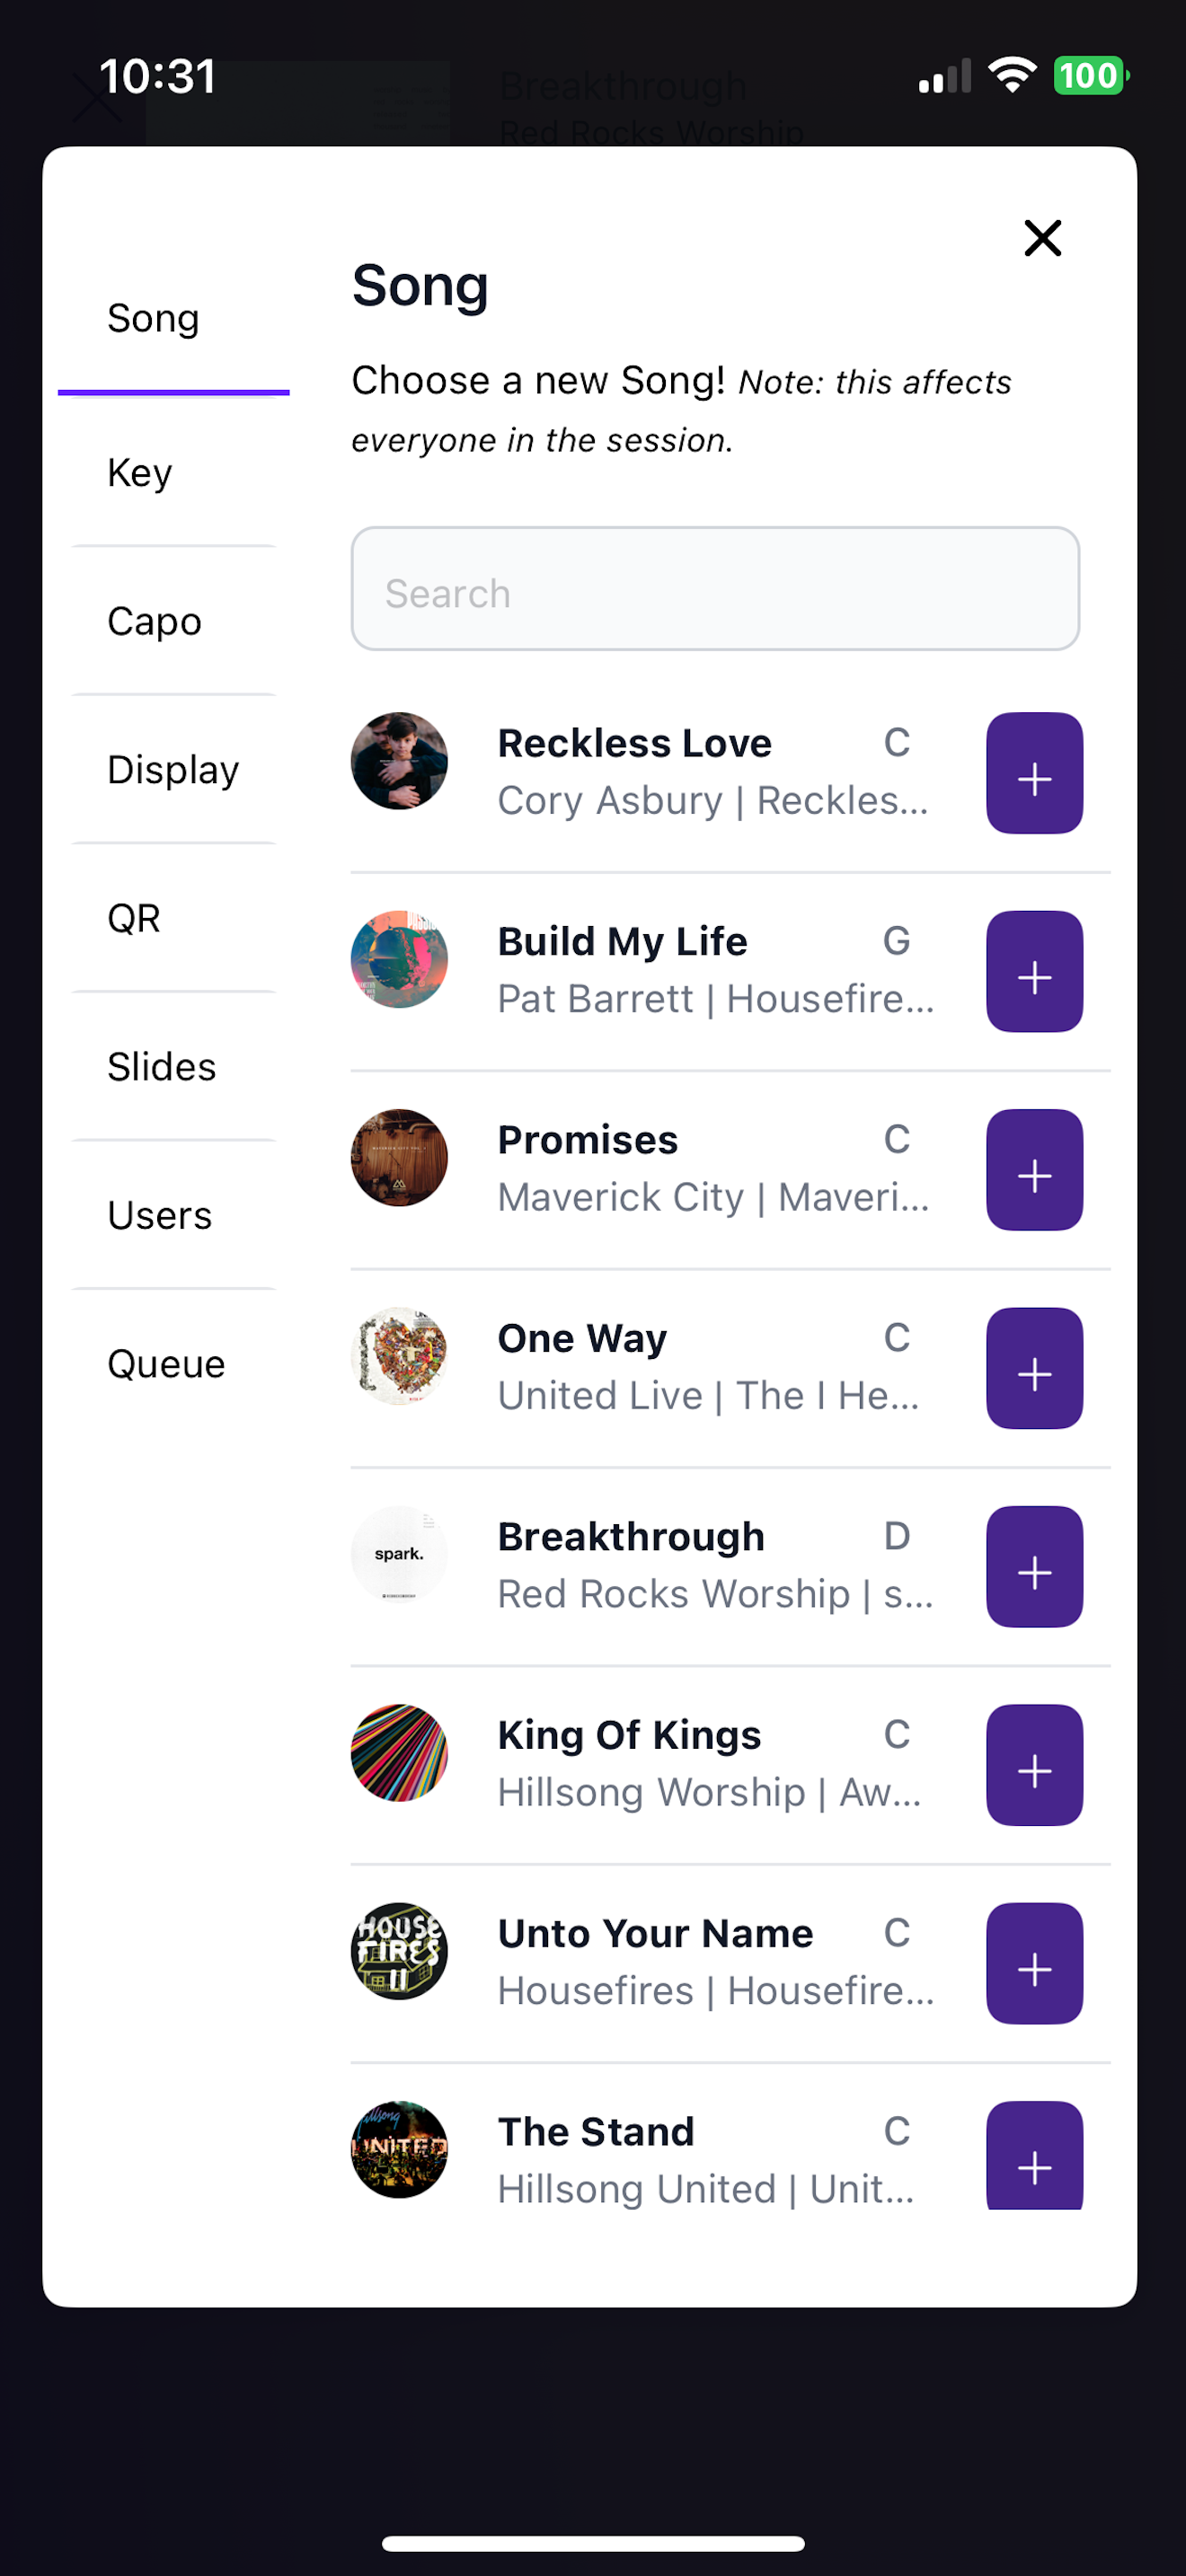 10:31
100
Breakthrough
Red Rocks Worship
Song
Key
Capo
Display
QR
Slides
Users
Queue
Song
Choose a new Song! Note: this affects
everyone in the session.
Search
Reckless Love C
Cory Asbury | Reckles...
Build My Life G
Pat Barrett | Housefire...
Promises C
Maverick City | Maveri...
One Way C
United Live | The I He...
spark.
Breakthrough D
Red Rocks Worship | s...
King Of Kings C
Hillsong Worship | Aw...
HOUSE
FIRES
II
Unto Your Name C
Housefires | Housefire...
UNITED
The Stand C
Hillsong United | Unit...